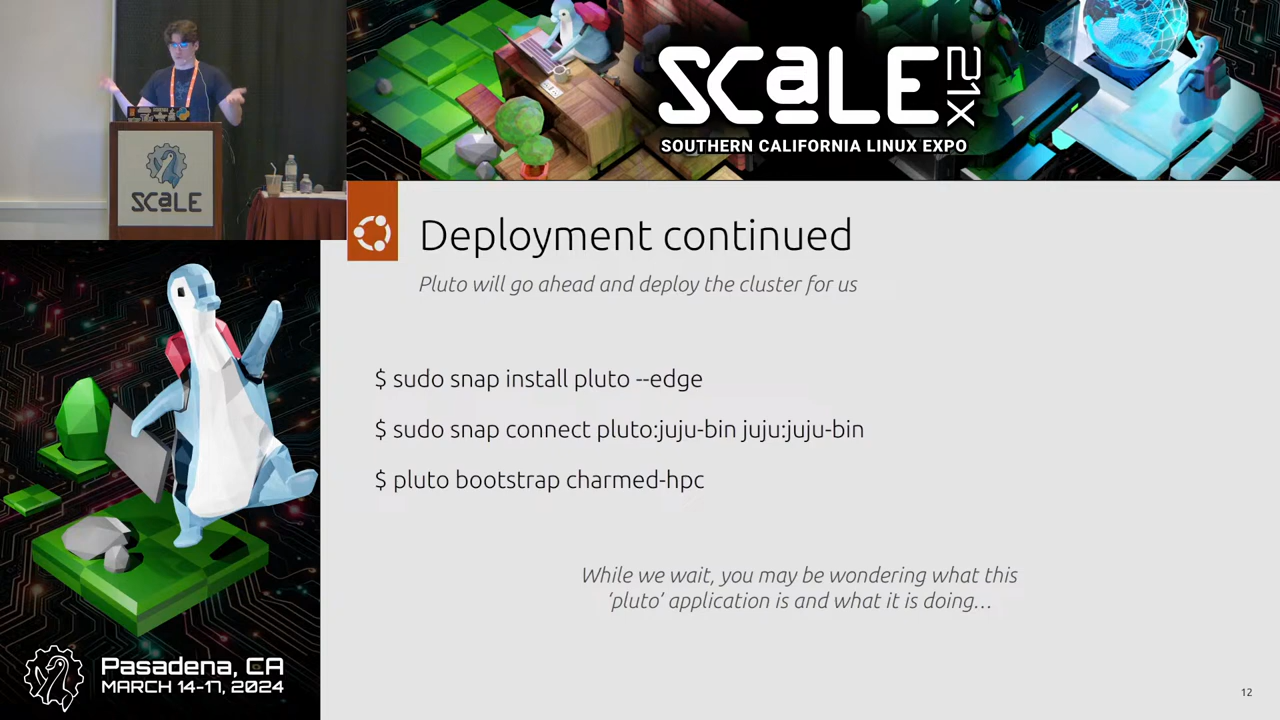 SCALE 21X
SOUTHERN CALIFORNIA LINUX EXPO
SCALE
Deployment continued
Pluto will go ahead and deploy the cluster for us
$ sudo snap install pluto --edge
$ sudo snap connect pluto:juju-bin juju:juju-bin
$ pluto bootstrap charmed-hpc
While we wait, you may be wondering what this
‘pluto’ application is and what it is doing…
Pasadena, CA
MARCH 14-17, 2024
12